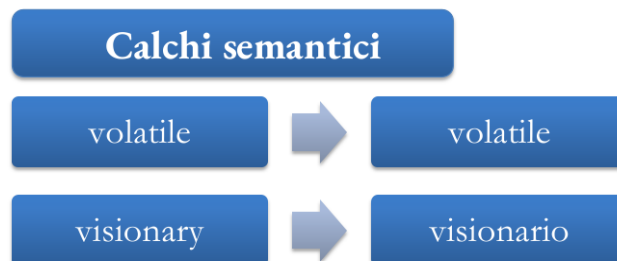 Calchi semantici
volatile volatile
visionary visionario